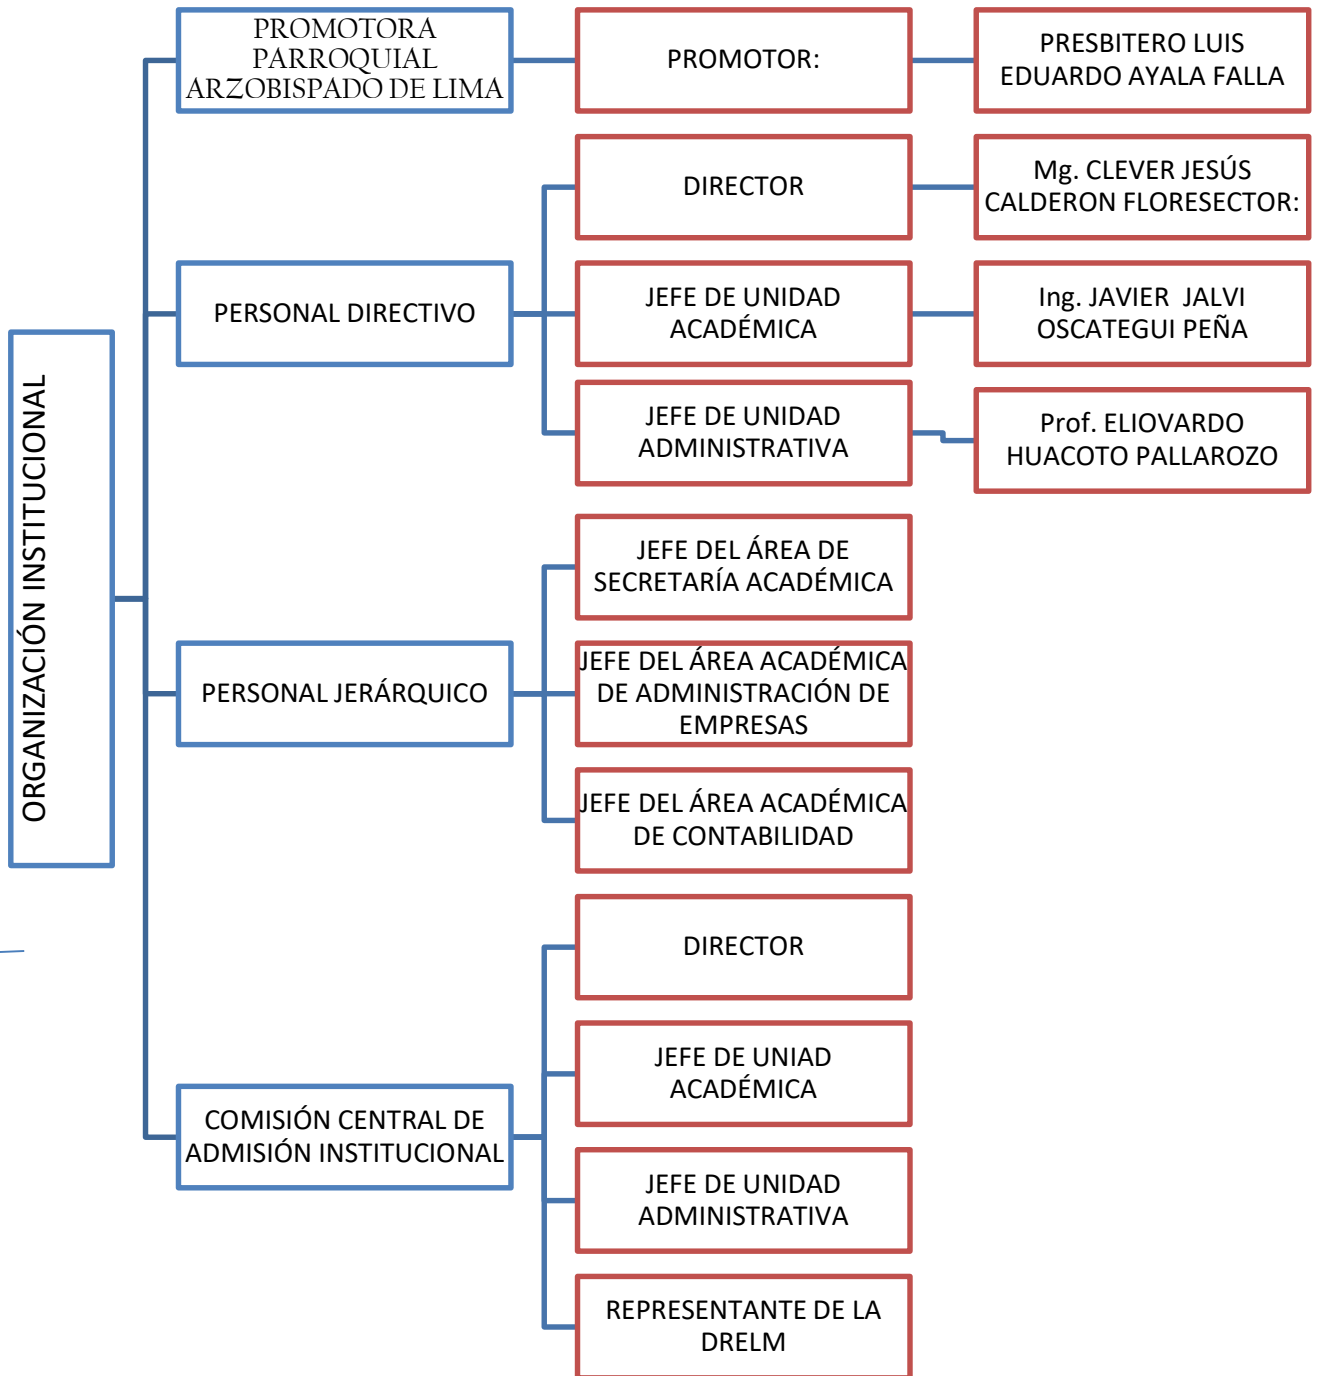 ORGANIZACIÓN INSTITUCIONAL
PROMOTORA
PARROQUIAL
ARZOBISPADO DE LIMA
PROMOTOR:
PRESBITERO LUIS
EDUARDO AYALA FALLA
PERSONAL DIRECTIVO
DIRECTOR
Mg. CLEVER JESÚS
CALDERON FLORESECTOR:
JEFE DE UNIDAD
ACADÉMICA
Ing. JAVIER  JALVI
OSCATEGUI PEÑA
JEFE DE UNIDAD
ADMINISTRATIVA
Prof. ELIOVARDO
HUACOTO PALLAROZO
PERSONAL JERÁRQUICO
JEFE DEL ÁREA DE
SECRETARÍA ACADÉMICA
JEFE DEL ÁREA ACADÉMICA
DE ADMINISTRACIÓN DE
EMPRESAS
JEFE DEL ÁREA ACADÉMICA
DE CONTABILIDAD
COMISIÓN CENTRAL DE
ADMISIÓN INSTITUCIONAL
DIRECTOR
JEFE DE UNIAD
ACADÉMICA
JEFE DE UNIDAD
ADMINISTRATIVA
REPRESENTANTE DE LA
DRELM